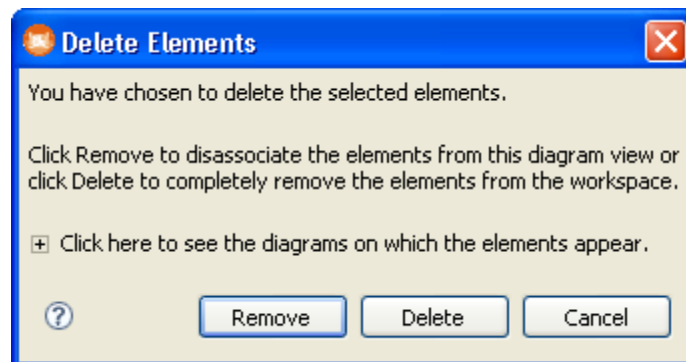 Delete Elements
You have chosen to delete the selected elements.
Click Remove to disassociate the elements from this diagram view or
click Delete to completely remove the elements from the workspace.
Click here to see the diagrams on which the elements appear.
Remove Delete Cancel